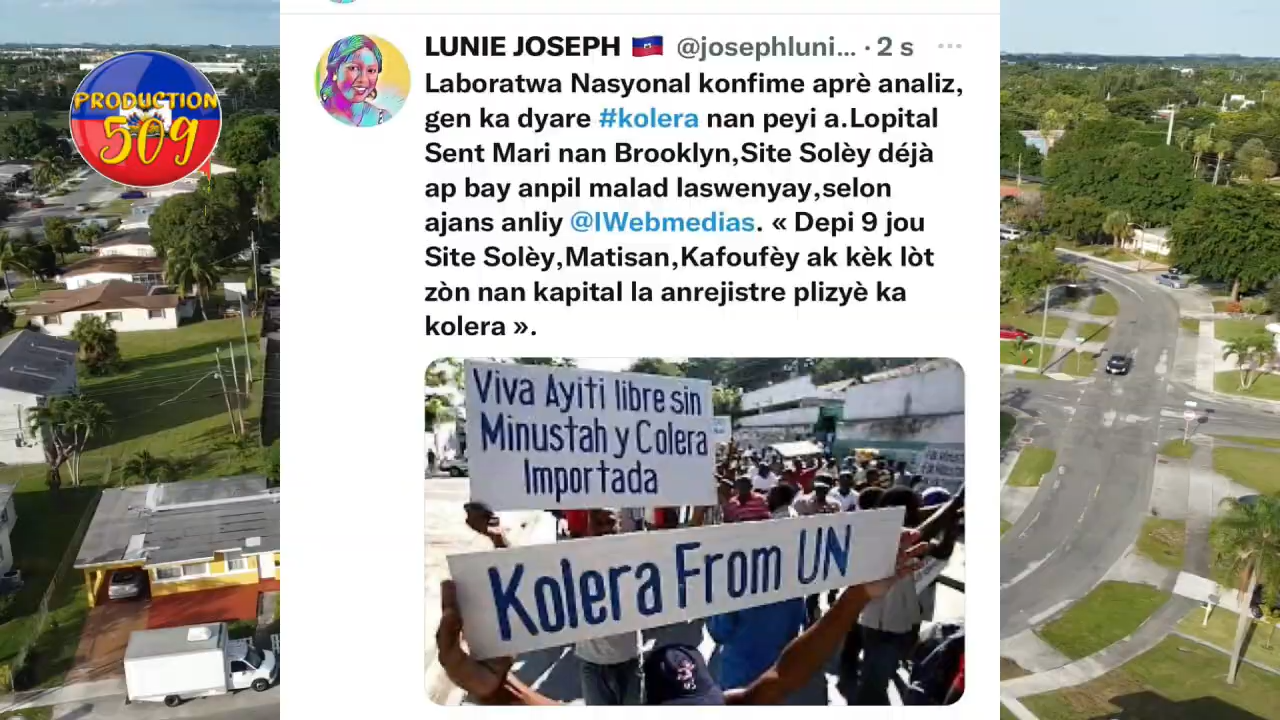 PRODUCTION
509
LUNIE JOSEPH @josephluni... · 2 s
Laboratwa Nasyonal konfime aprè analiz,
gen ka dyare #kolera nan peyi a.Lopital
Sent Mari nan Brooklyn,Site Solèy déjà
ap bay anpil malad laswenyay,selon
ajans anliy @IWebmedias. « Depi 9 jou
Site Solèy,Matisan,Kafoufèy ak kèk lòt
zòn nan kapital la anrejistre plizyè ka
kolera ».
Viva Ayiti libre sin
Minustah y Colera
Importada
Kolera From UN